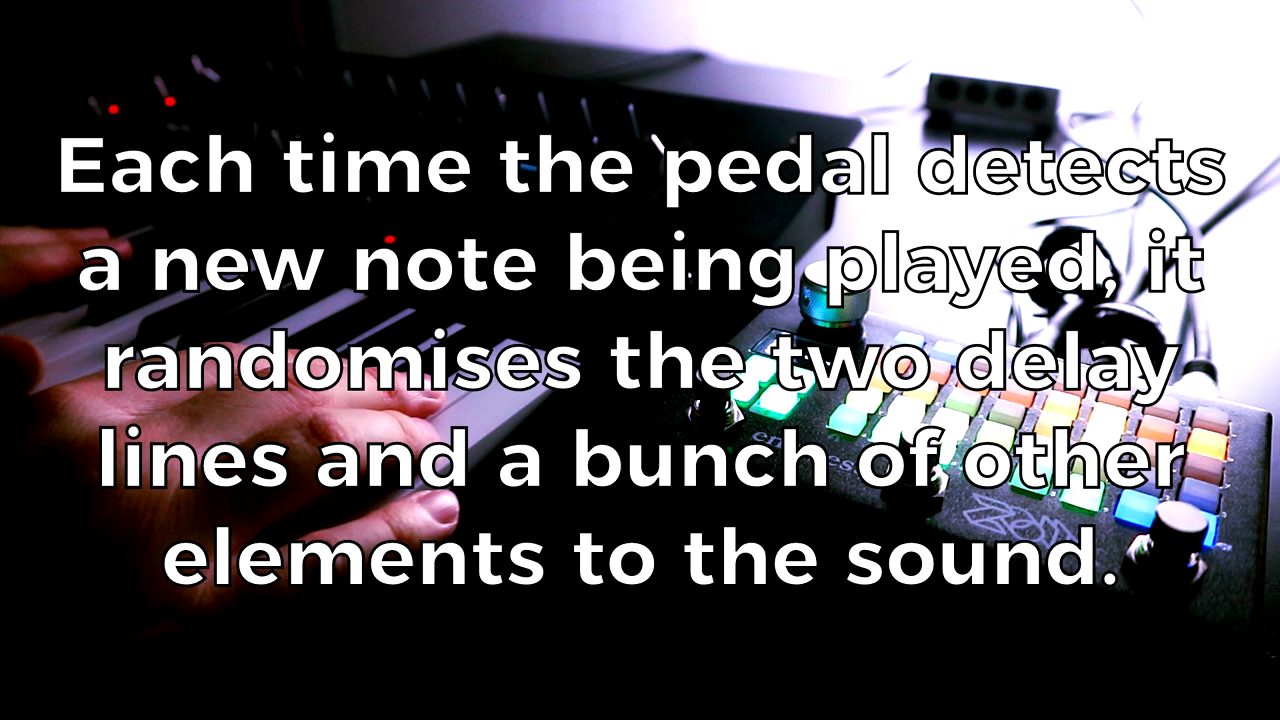 Each time the pedal detects
a new note being played, it
randomises the two delay
lines and a bunch of other
elements to the sound.